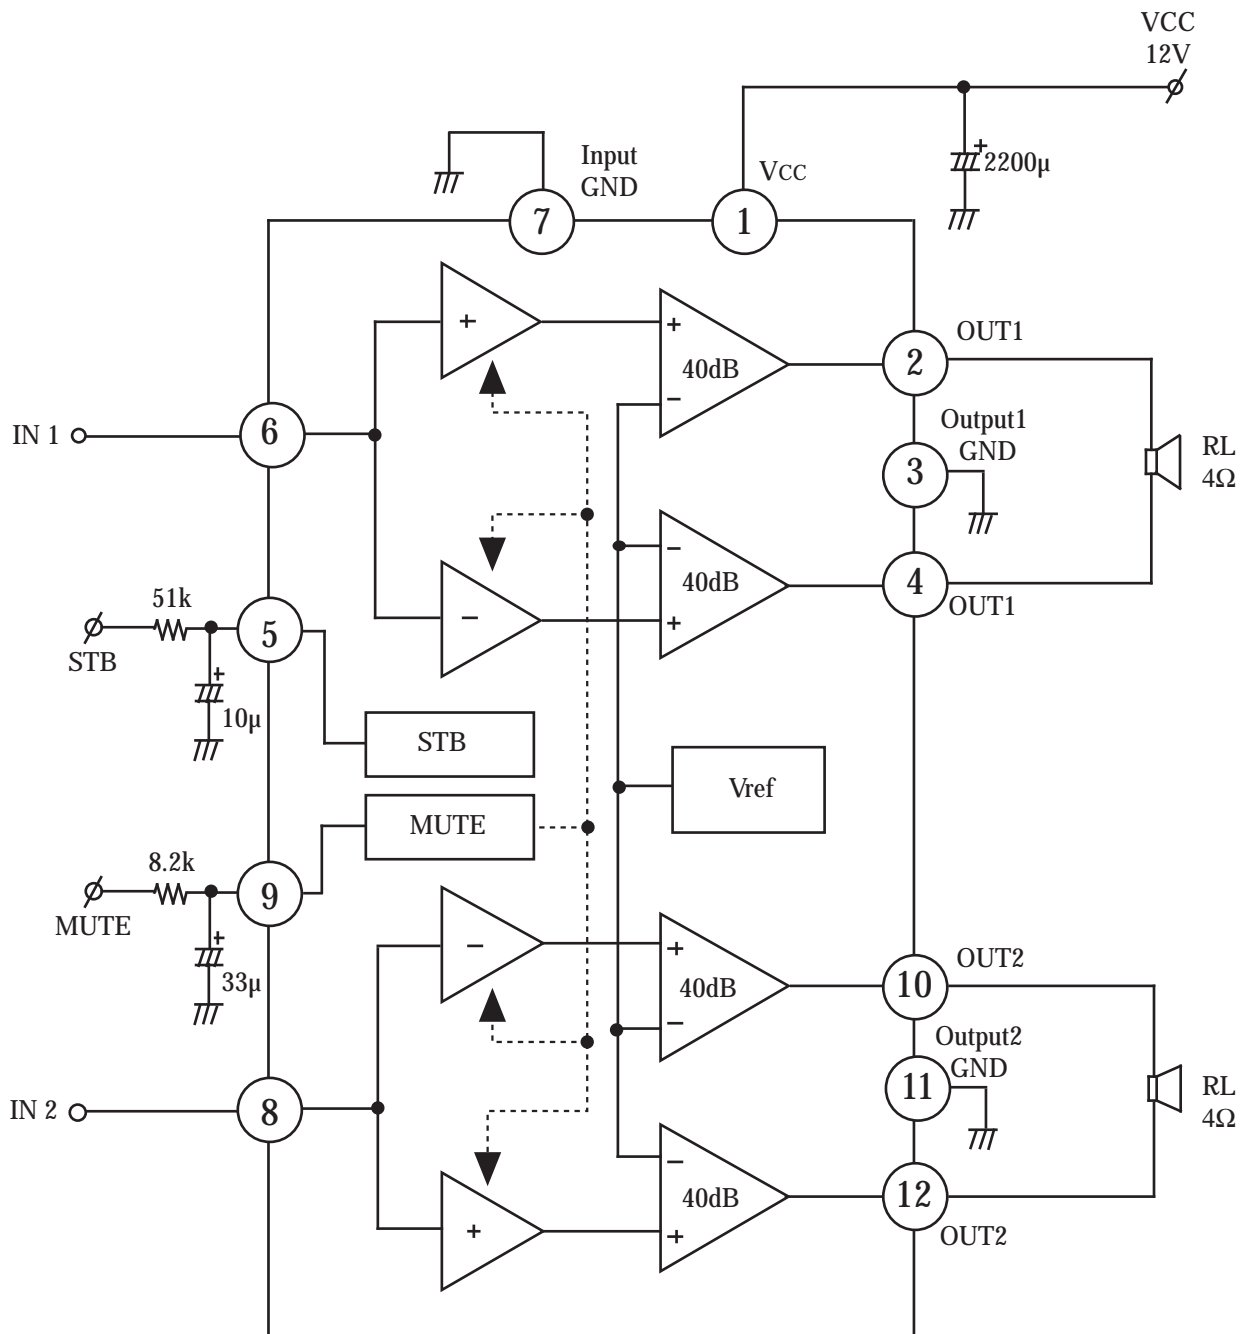 VCC
12V
+
2200μ
Input
GND
VCC
7
1
+
+
40dB
−
OUT1
2
Output1
GND
3
RL
4Ω
IN 1
6
−
40dB
+
−
4
OUT1
51k
5
STB
+
10μ
STB
Vref
MUTE
8.2k
9
MUTE
+
33μ
−
+
40dB
−
OUT2
10
Output2
GND
11
RL
4Ω
IN 2
8
−
40dB
+
+
12
OUT2